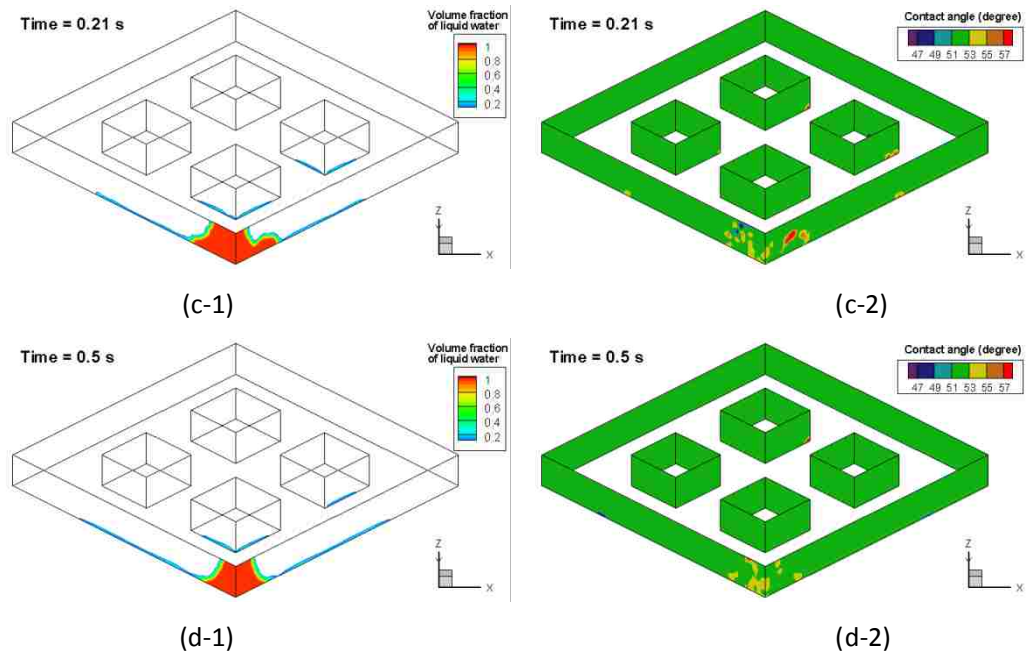 Time = 0.21 s
Volume fraction
of liquid water
1
0.8
0.6
0.4
0.2
Z
X
(c-1)
Time = 0.21 s
Contact angle (degree)
47 49 51 53 55 57
Z
X
(c-2)
Time = 0.5 s
Volume fraction
of liquid water
1
0.8
0.6
0.4
0.2
Z
X
(d-1)
Time = 0.5 s
Contact angle (degree)
47 49 51 53 55 57
Z
X
(d-2)